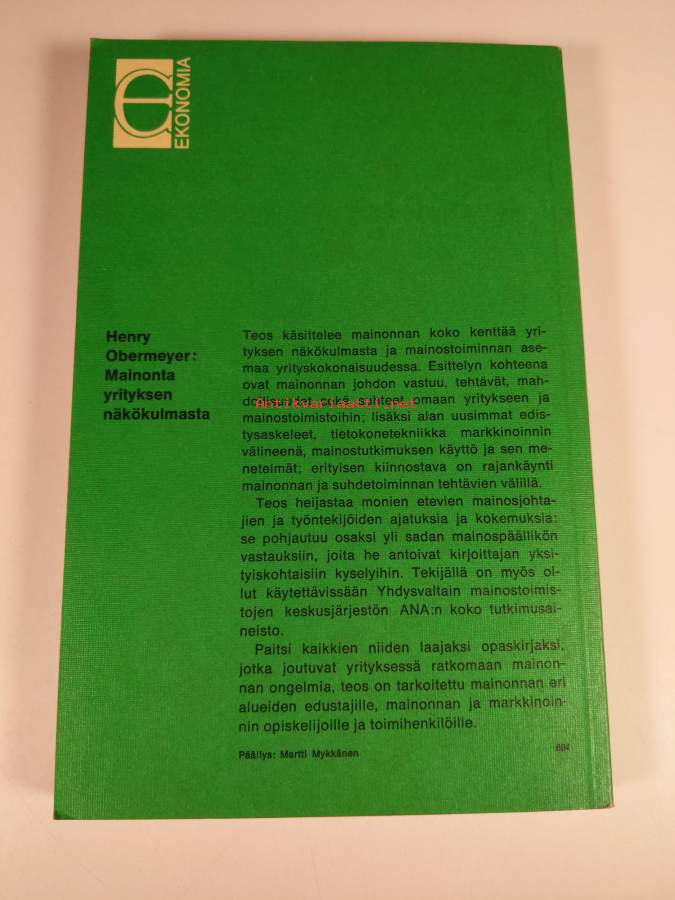 EKONOMIA
Henry
Obermeyer:
Mainonta
yrityksen
näkökulmasta
Teos käsittelee mainonnan koko kenttää yri-
tyksen näkökulmasta ja mainostoiminnan ase-
maa yrityskokonaisuudessa. Esittelyn kohteena
ovat mainonnan johdon vastuu, tehtävät, mah-
dollisuudet sekä suhteet omaan yritykseen ja
Antikvariaatti.net
mainostoimistoihin; lisäksi alan uusimmat edis-
tysaskeleet, tietokonetekniikka markkinoinnin
välineenä, mainostutkimuksen käyttö ja sen me-
netelmät; erityisen kiinnostava on rajankäynti
mainonnan ja suhdetoiminnan tehtävien välillä.
Teos heijastaa monien etevien mainosjohta-
jien ja työntekijöiden ajatuksia ja kokemuksia:
se pohjautuu osaksi yli sadan mainospäällikön
vastauksiin, joita he antoivat kirjoittajan yksi-
tyiskohtaisiin kyselyihin. Tekijällä on myös ol-
lut käytettävissään Yhdysvaltain mainostoimis-
tojen keskusjärjestön ANA:n koko tutkimusai-
neisto.
Paitsi kaikkien niiden laajaksi opaskirjaksi,
jotka joutuvat yrityksessä ratkomaan mainon-
nan ongelmia, teos on tarkoitettu mainonnan eri
alueiden edustajille, mainonnan ja markkinoin-
nin opiskelijoille ja toimihenkilöille.
Päällys: Martti Mykkänen